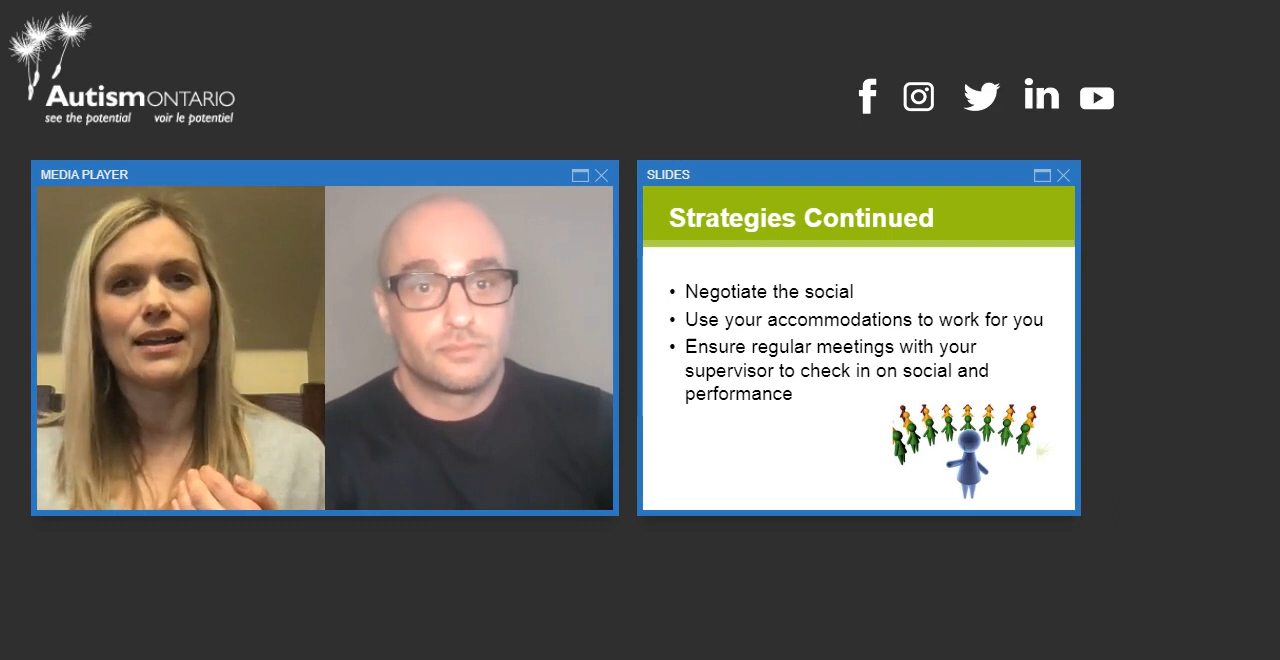 Autism ONTARIO
see the potential voir le potentiel
MEDIA PLAYER
SLIDES
Strategies Continued
• Negotiate the social
• Use your accommodations to work for you
• Ensure regular meetings with your
supervisor to check in on social and
performance